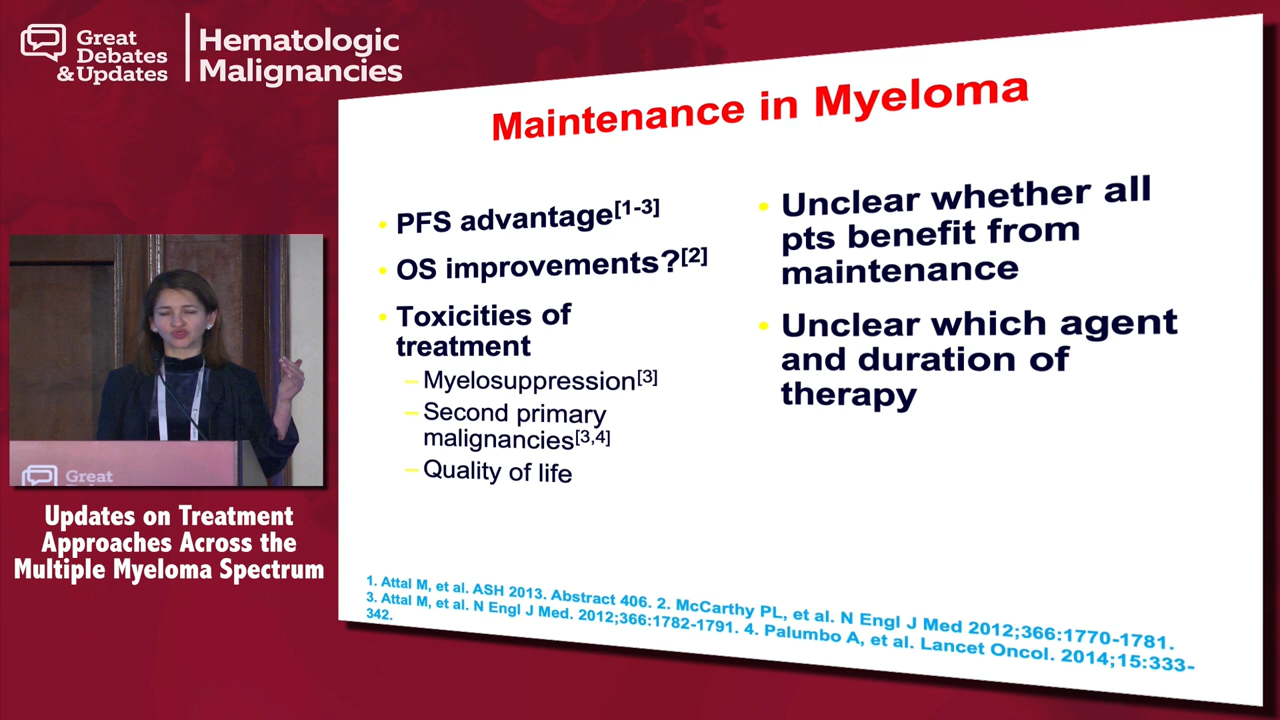 Great
Debates
& Updates
Hematologic
Malignancies
Maintenance in Myeloma
• PFS advantage[1-3]
• OS improvements?[2]
• Toxicities of
treatment
– Myelosuppression[3]
– Second primary
malignancies[3,4]
– Quality of life
• Unclear whether all
pts benefit from
maintenance
• Unclear which agent
and duration of
therapy
1. Attal M, et al. ASH 2013. Abstract 406. 2. McCarthy PL, et al. N Engl J Med 2012;366:1770-1781.
3. Attal M, et al. N Engl J Med. 2012;366:1782-1791. 4. Palumbo A, et al. Lancet Oncol. 2014;15:333-
342.
Great
Updates on Treatment
Approaches Across the
Multiple Myeloma Spectrum